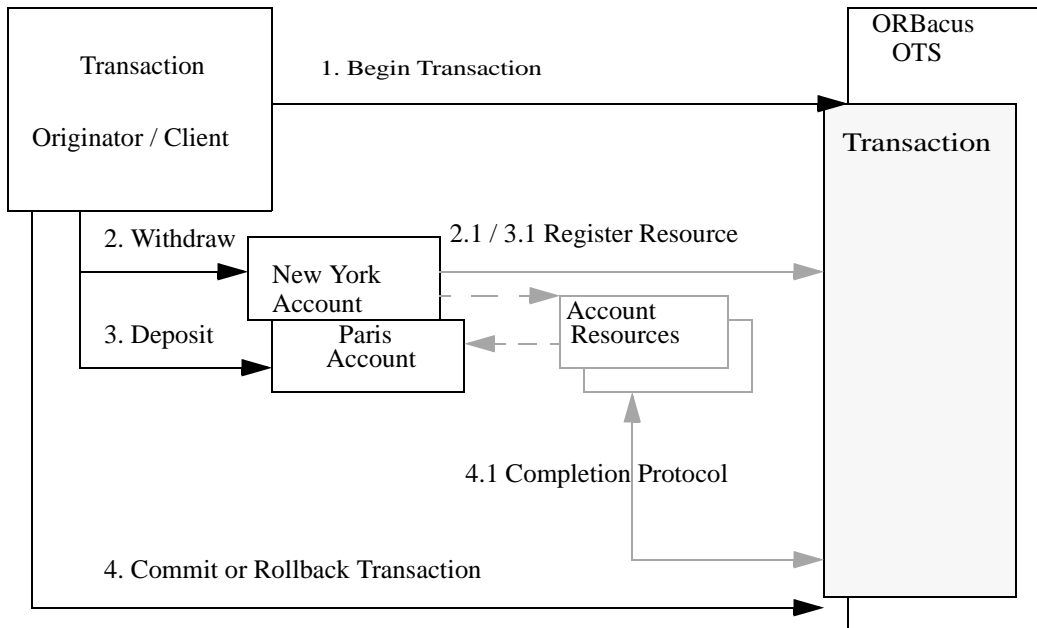 ORBacus
OTS
Transaction
Originator / Client
1. Begin Transaction
Transaction
2. Withdraw
2.1 / 3.1 Register Resource
New York
Account
3. Deposit
Paris
Account
Account
Resources
4.1 Completion Protocol
4. Commit or Rollback Transaction